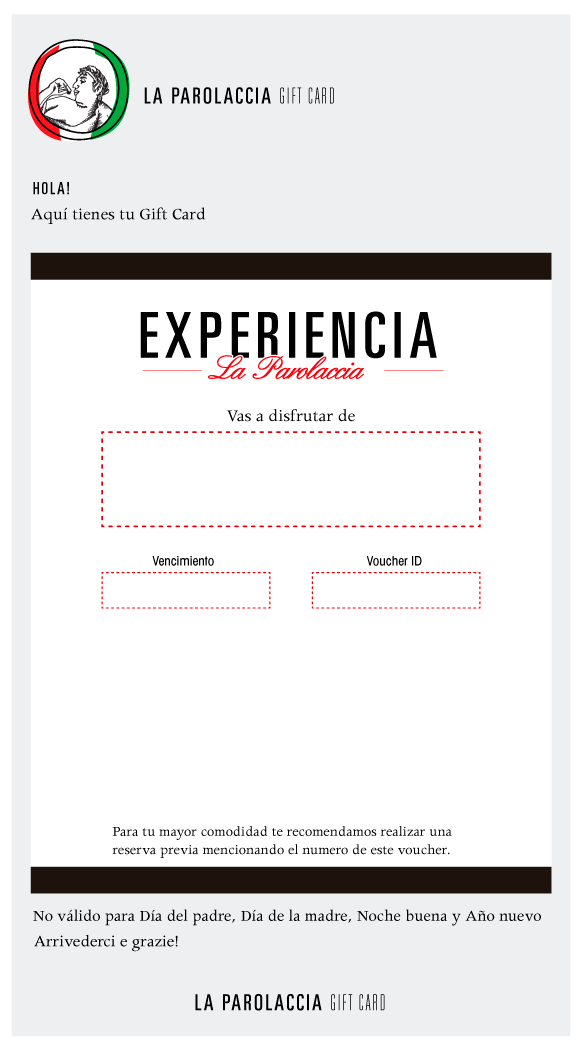 LA PAROLACCIA GIFT CARD
HOLA!
Aquí tienes tu Gift Card
EXPERIENCIA
La Parolaccia
Vas a disfrutar de
Vencimiento
Voucher ID
Para tu mayor comodidad te recomendamos realizar una
reserva previa mencionando el numero de este voucher.
No válido para Día del padre, Día de la madre, Noche buena y Año nuevo
Arrivederci e grazie!
LA PAROLACCIA GIFT CARD